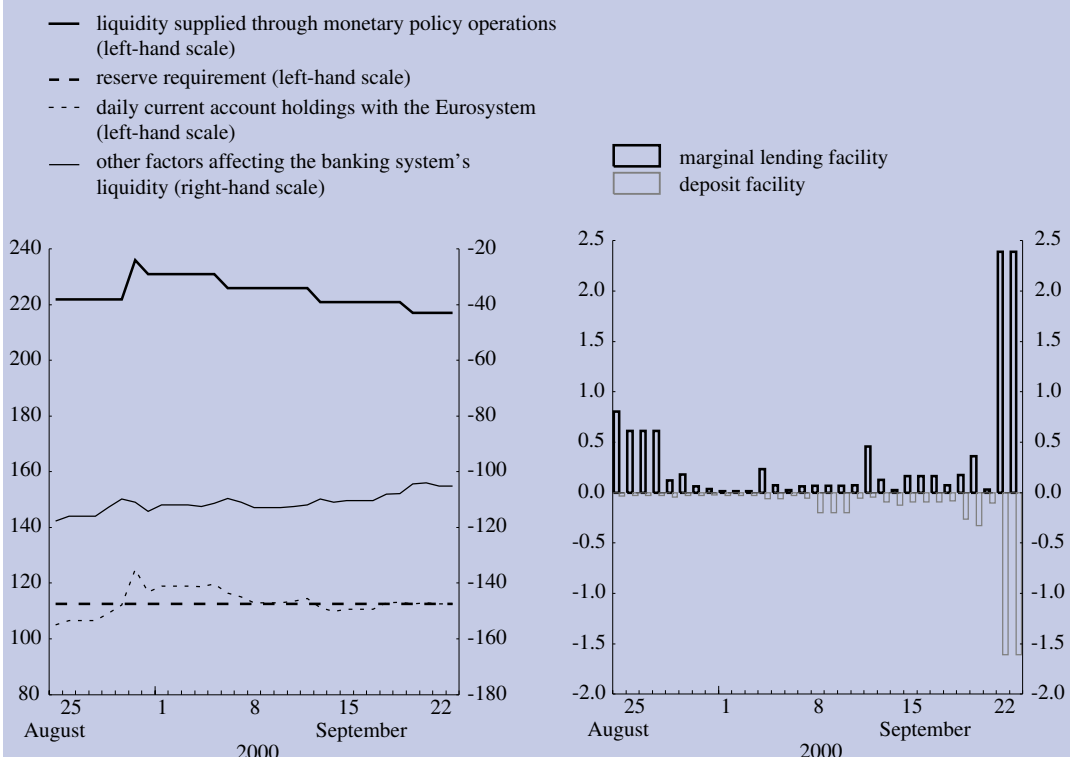 liquidity supplied through monetary policy operations
(left-hand scale)
reserve requirement (left-hand scale)
daily current account holdings with the Eurosystem
(left-hand scale)
other factors affecting the banking system's
liquidity (right-hand scale)
240 -20
220 -40
200 -60
180 -80
160 -100
140 -120
120 -140
100 -160
80 -180
25 1 8 15 22
August September
2000
marginal lending facility
deposit facility
2.5 2.5
2.0 2.0
1.5 1.5
1.0 1.0
0.5 0.5
0.0 0.0
-0.5 -0.5
-1.0 -1.0
-1.5 -1.5
-2.0 -2.0
25 1 8 15 22
August September
2000